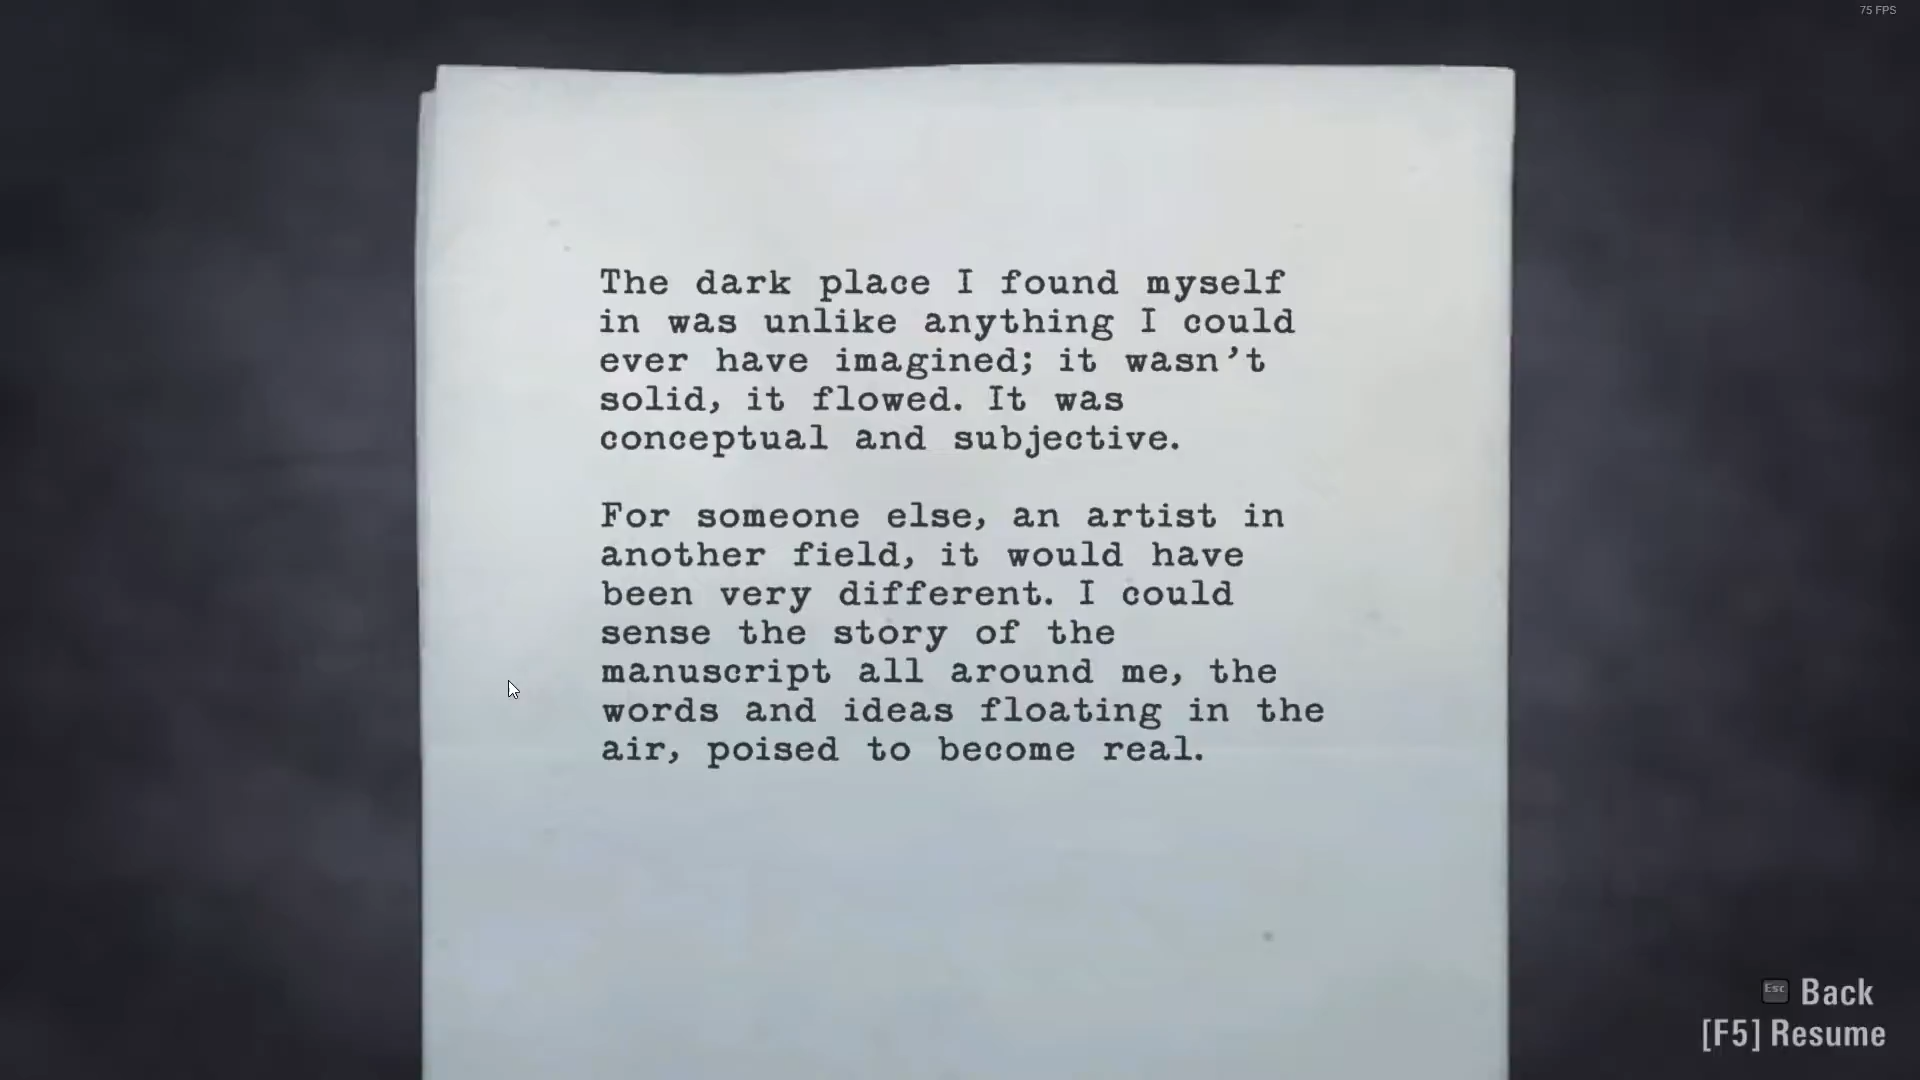 75 FPS
The dark place I found myself
in was unlike anything I could
ever have imagined; it wasn't
solid, it flowed. It was
conceptual and subjective.
For someone else, an artist in
another field, it would have
been very different. I could
sense the story of the
manuscript all around me, the
words and ideas floating in the
air, poised to become real.
Esc Back
[F5] Resume